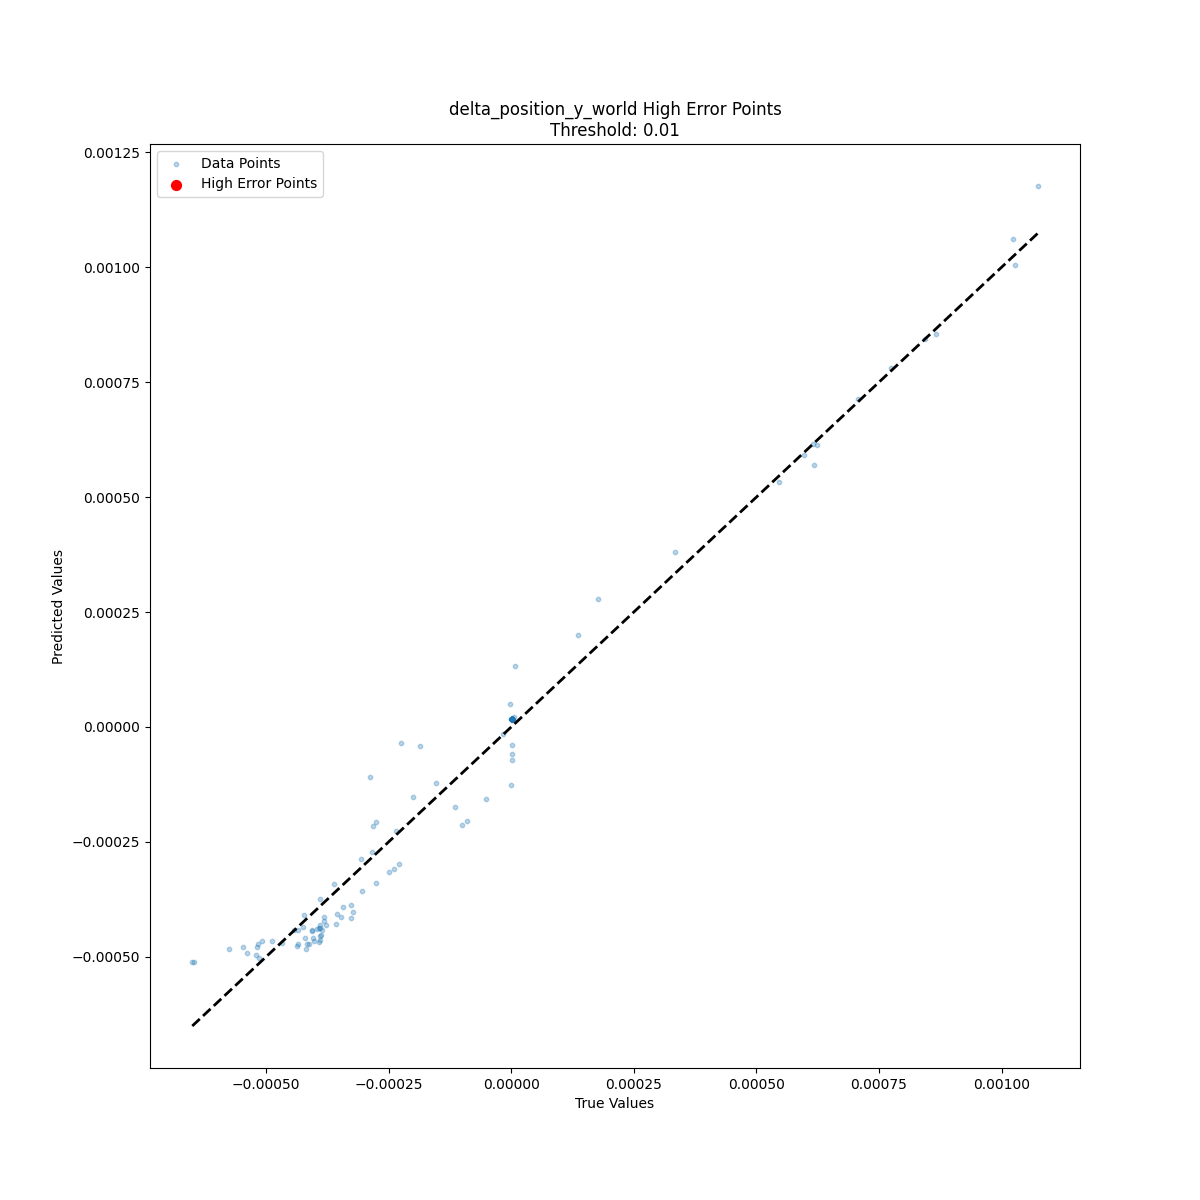 delta_position_y_world High Error Points
Threshold: 0.01
Data Points
High Error Points
0.00125
0.00100
0.00075
0.00050
0.00025
0.00000
−0.00025
−0.00050
Predicted Values
−0.00050 −0.00025 0.00000 0.00025 0.00050 0.00075 0.00100
True Values